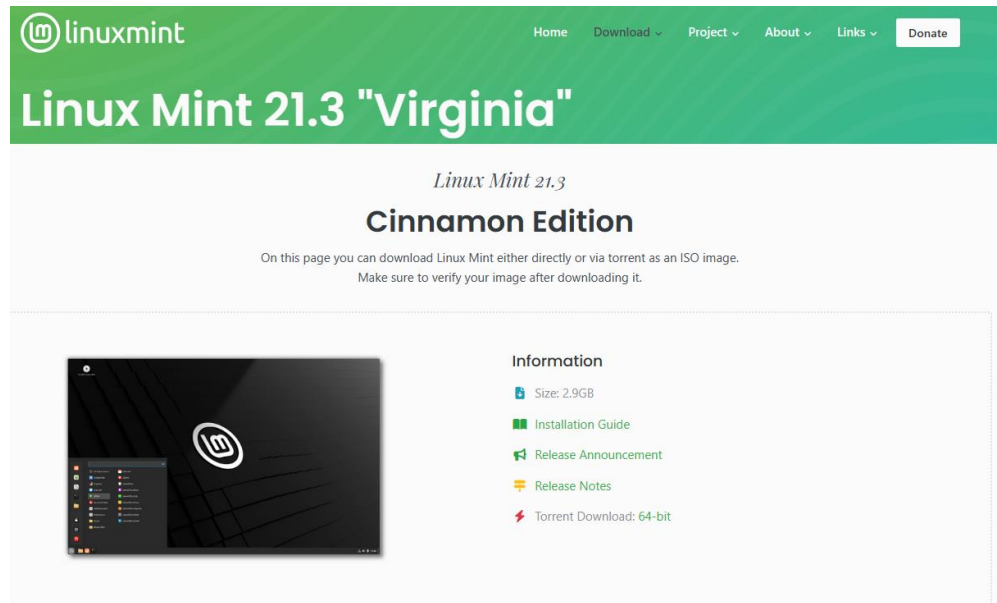 linuxmint
Home Download Project About Links Donate
Linux Mint 21.3 "Virginia"
Linux Mint 21.3
Cinnamon Edition
On this page you can download Linux Mint either directly or via torrent as an ISO image.
Make sure to verify your image after downloading it.
Information
Size: 2.9GB
Installation Guide
Release Announcement
Release Notes
Torrent Download: 64-bit